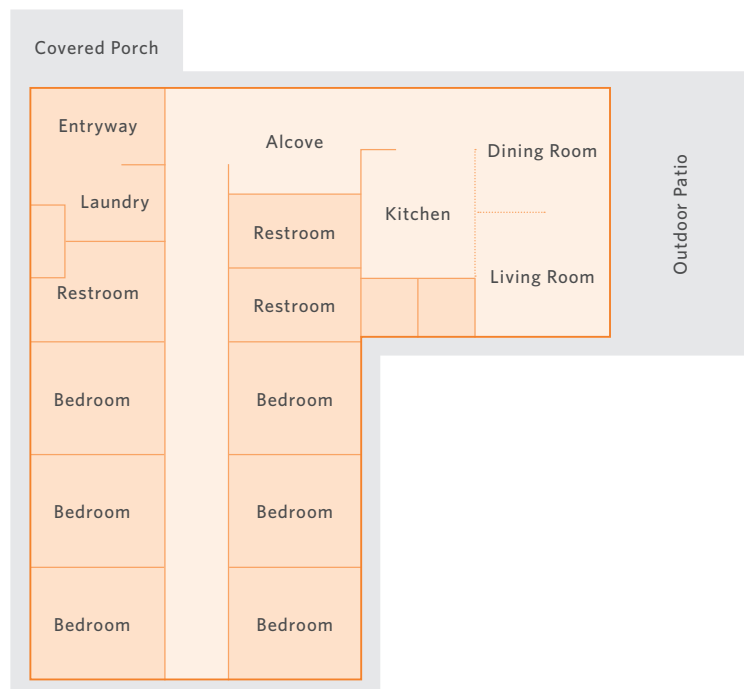 Covered Porch
Entryway
Alcove
Dining Room
Laundry
Kitchen
Restroom
Outdoor Patio
Living Room
Restroom
Restroom
Bedroom
Bedroom
Bedroom
Bedroom
Bedroom
Bedroom